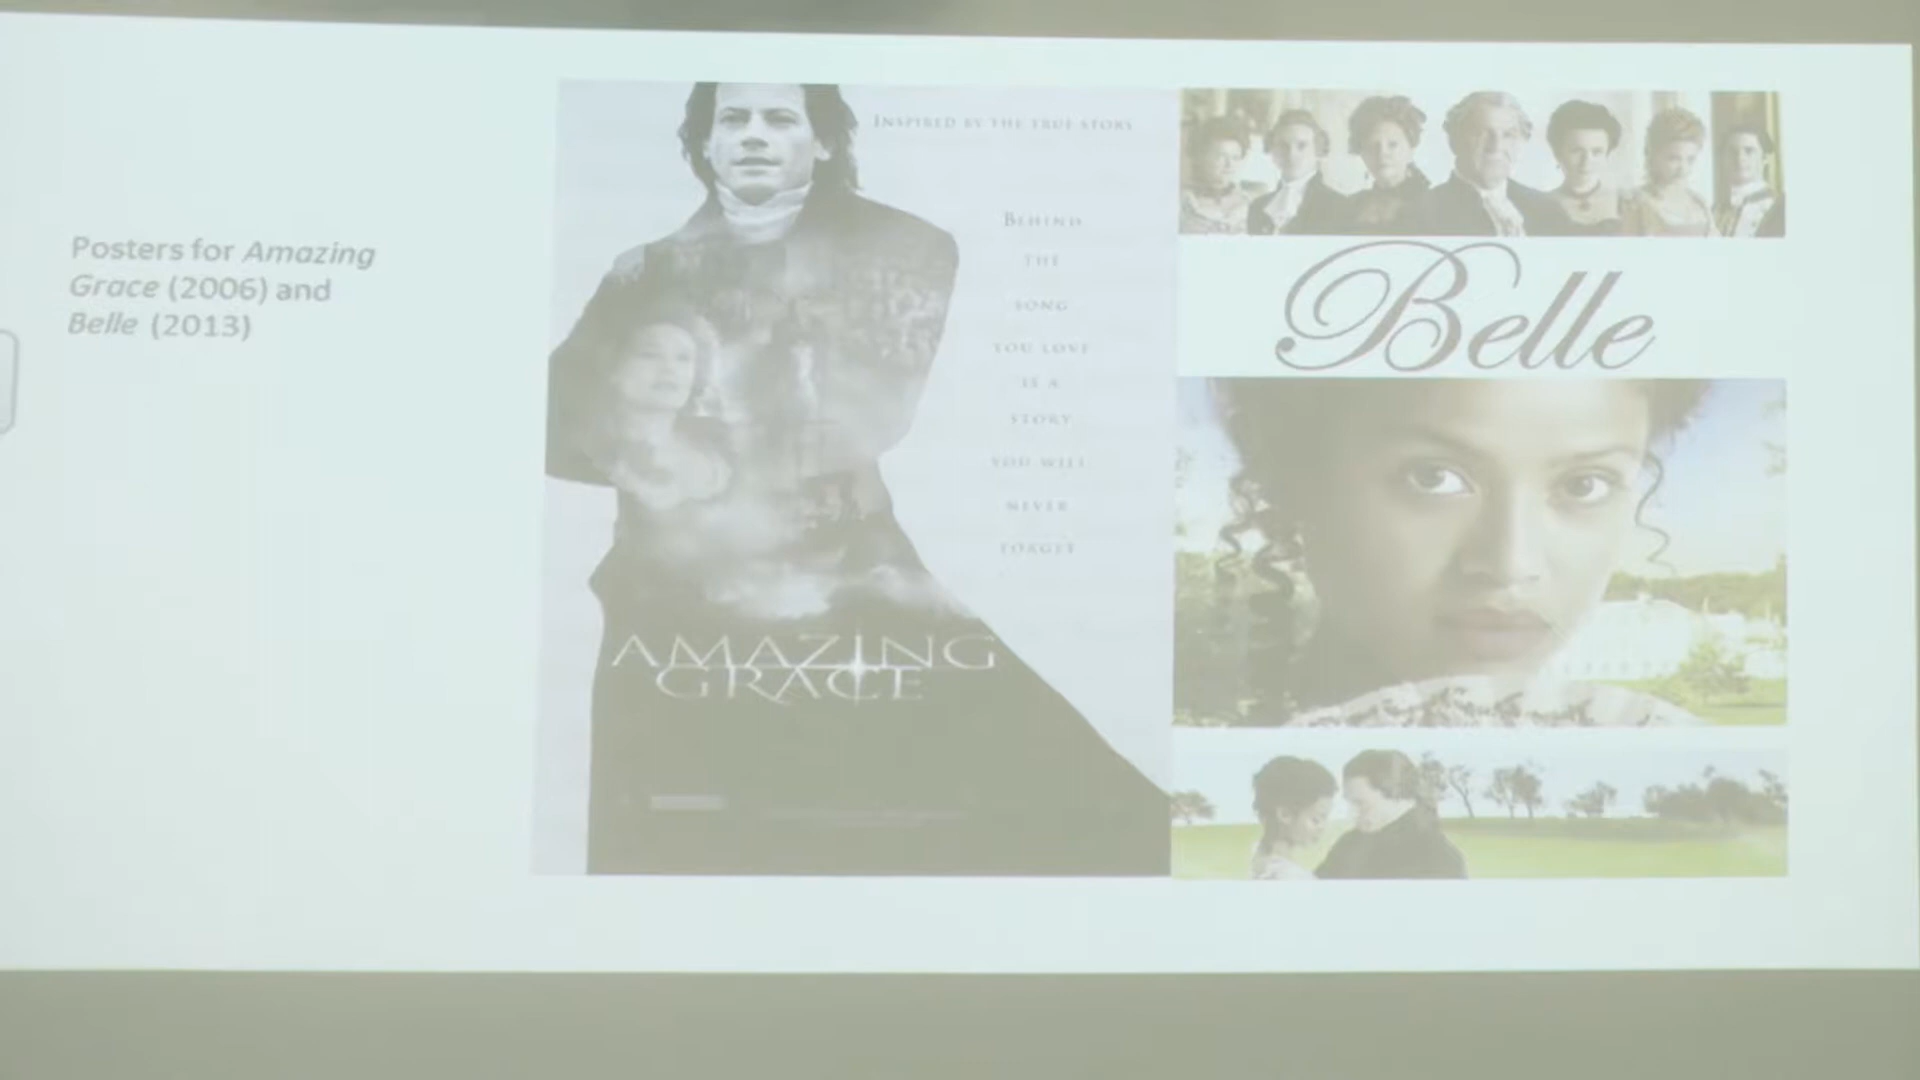 Posters for Amazing
Grace (2006) and
Belle (2013)
INSPIRED BY THE TRUE STORY
BEHIND
THE
SONG
YOU LOVE
IS A
STORY
YOU WILL
NEVER
FORGET
AMAZING
GRACE
Belle